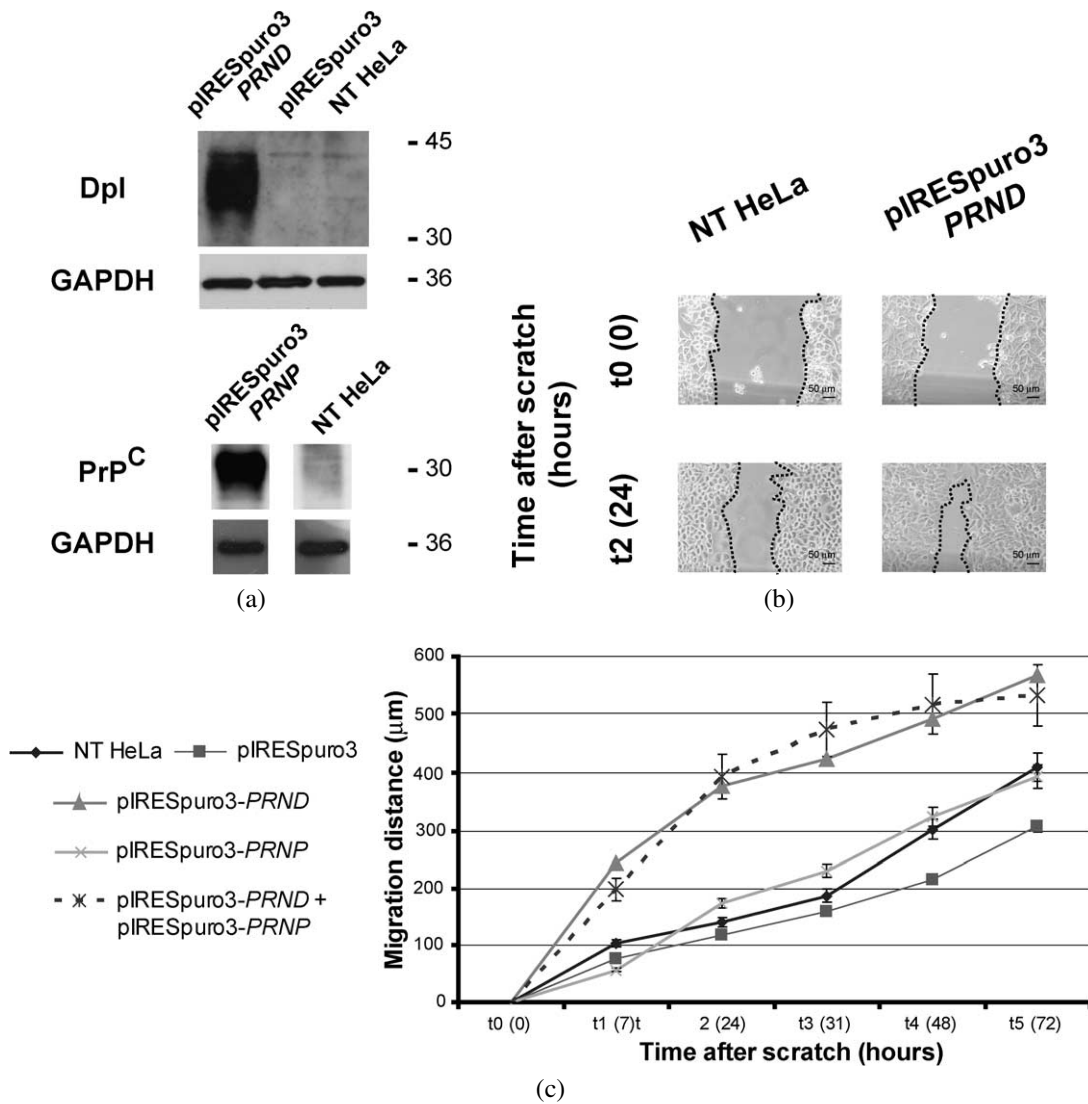 pIRESpuro3
PRND
pIRESpuro3
NT HeLa
Dpl
- 45
- 30
GAPDH
- 36
pIRESpuro3
PRNP
NT HeLa
PrPC
- 30
GAPDH
- 36
(a)
NT HeLa
pIRESpuro3
PRND
Time after scratch
(hours)
t0 (0)
50 µm
50 µm
t2 (24)
50 µm
50 µm
(b)
NT HeLa
pIRESpuro3
pIRESpuro3-PRND
pIRESpuro3-PRNP
pIRESpuro3-PRND +
pIRESpuro3-PRNP
Migration distance (µm)
600
500
400
300
200
100
0
t0 (0) t1 (7)t 2 (24) t3 (31) t4 (48) t5 (72)
Time after scratch (hours)
(c)